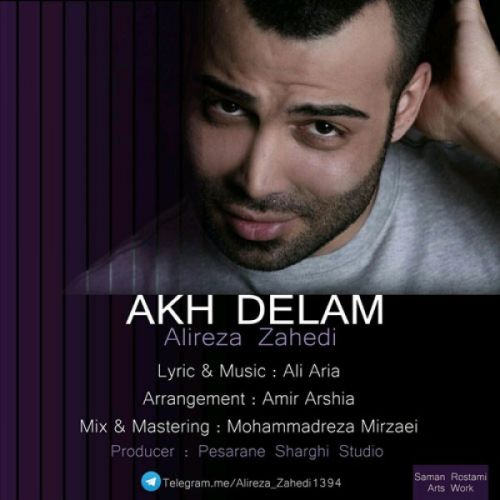 AKH DELAM
Alireza Zahedi
Lyric & Music : Ali Aria
Arrangement : Amir Arshia
Mix & Mastering : Mohammadreza Mirzaei
Producer : Pesarane Sharghi Studio
Telegram.me/Alireza_Zahedi1394
Saman Rostami
Arts Work